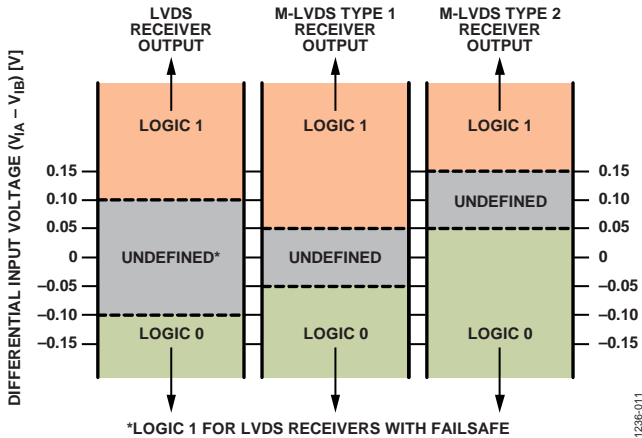 LVDS
RECEIVER
OUTPUT
M-LVDS TYPE 1
RECEIVER
OUTPUT
M-LVDS TYPE 2
RECEIVER
OUTPUT
DIFFERENTIAL INPUT VOLTAGE (VIA – VIB) [V]
0.15
0.10
0.05
0
–0.05
–0.10
–0.15
LOGIC 1
UNDEFINED*
LOGIC 0
LOGIC 1
UNDEFINED
LOGIC 0
LOGIC 1
UNDEFINED
LOGIC 0
0.15
0.10
0.05
0
–0.05
–0.10
–0.15
*LOGIC 1 FOR LVDS RECEIVERS WITH FAILSAFE
1236-011